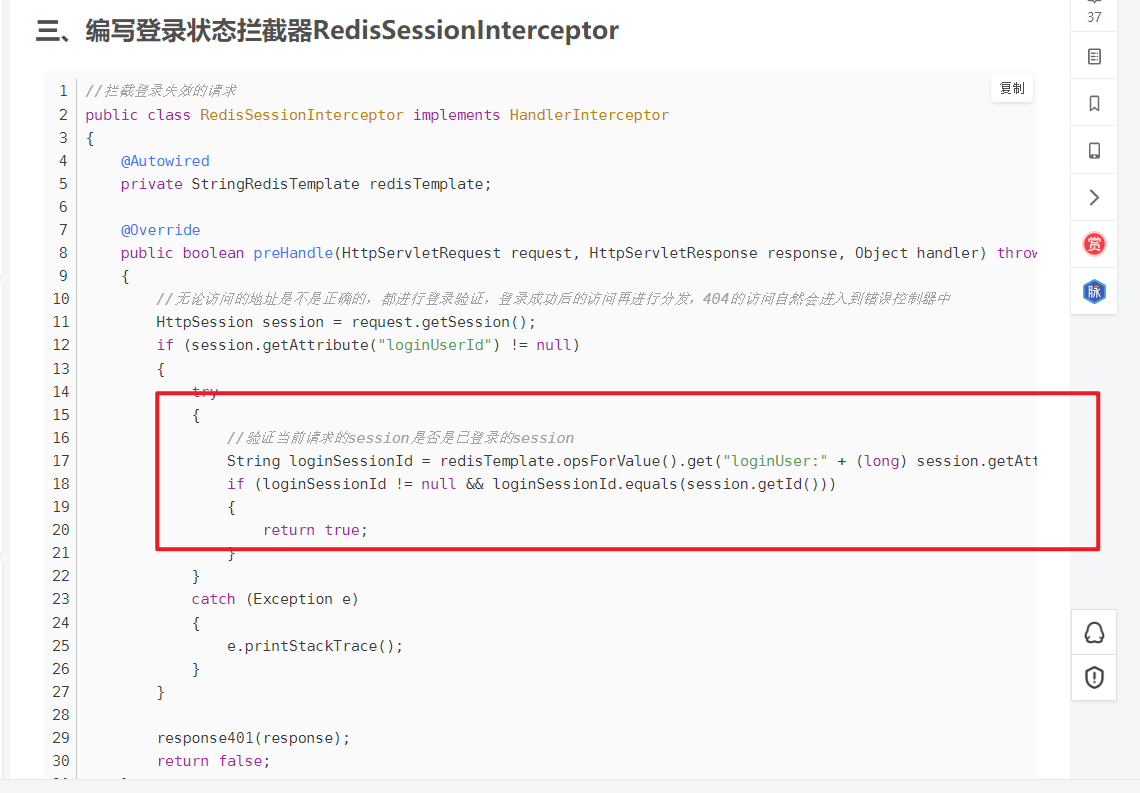 37
三、编写登录状态拦截器RedisSessionInterceptor
复制
1 //拦截登录失效的请求
2 public class RedisSessionInterceptor implements HandlerInterceptor
3 {
4     @Autowired
5     private StringRedisTemplate redisTemplate;
6
7     @Override
8     public boolean preHandle(HttpServletRequest request, HttpServletResponse response, Object handler) throw
9     {
10         //无论访问的地址是不是正确的，都进行登录验证，登录成功后的访问再进行分发，404的访问自然会进入到错误控制器中
11         HttpSession session = request.getSession();
12         if (session.getAttribute("loginUserId") != null)
13         {
14             try
15             {
16                 //验证当前请求的session是否是已登录的session
17                 String loginSessionId = redisTemplate.opsForValue().get("loginUser:" + (long) session.getAtt
18                 if (loginSessionId != null && loginSessionId.equals(session.getId()))
19                 {
20                     return true;
21                 }
22             }
23             catch (Exception e)
24             {
25                 e.printStackTrace();
26             }
27         }
28
29         response401(response);
30         return false;
赏
脉